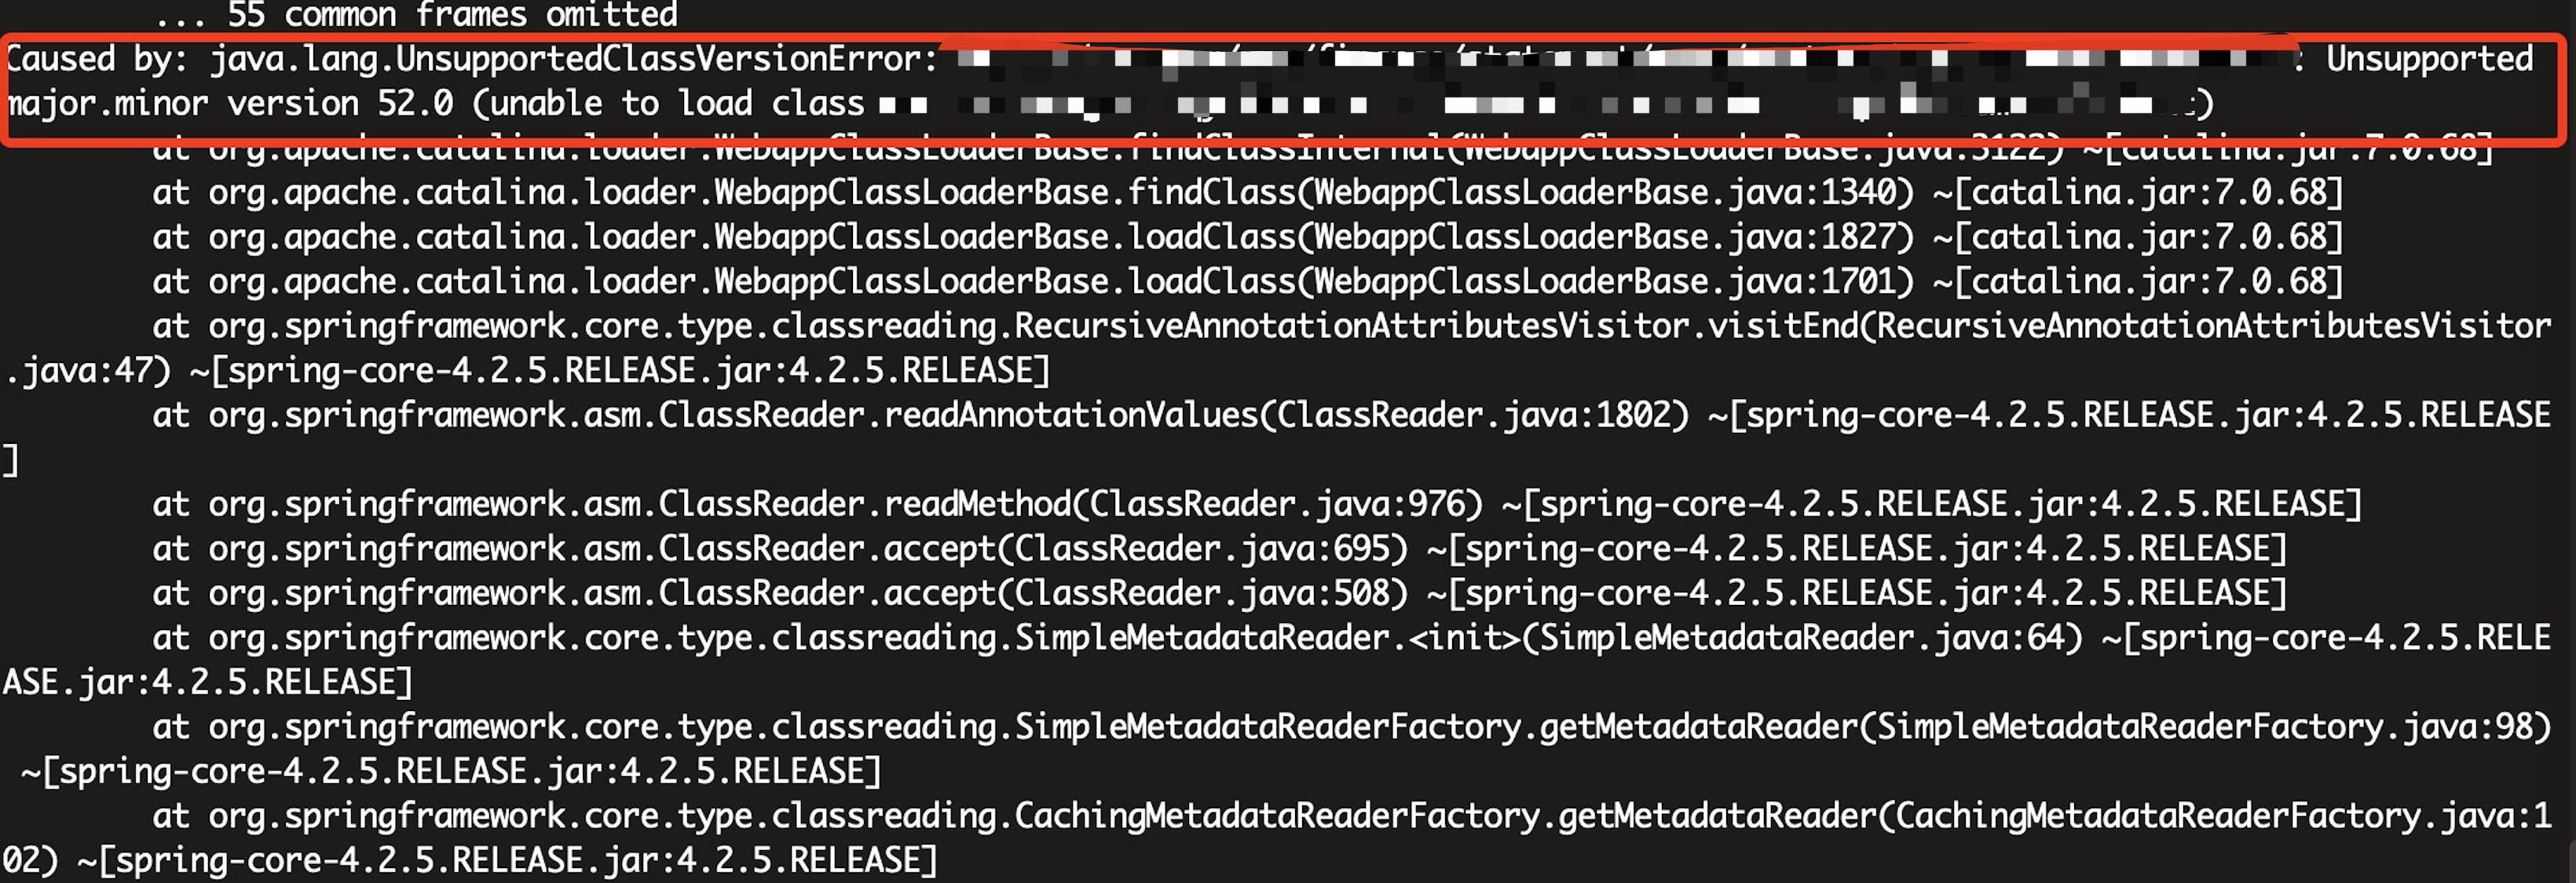 ... 55 common frames omitted
Caused by: java.lang.UnsupportedClassVersionError: : Unsupported
major.minor version 52.0 (unable to load class )
at org.apache.catalina.loader.WebappClassLoaderBase.findClassInternal(WebappClassLoaderBase.java:3122) ~[catalina.jar:7.0.68]
at org.apache.catalina.loader.WebappClassLoaderBase.findClass(WebappClassLoaderBase.java:1340) ~[catalina.jar:7.0.68]
at org.apache.catalina.loader.WebappClassLoaderBase.loadClass(WebappClassLoaderBase.java:1827) ~[catalina.jar:7.0.68]
at org.apache.catalina.loader.WebappClassLoaderBase.loadClass(WebappClassLoaderBase.java:1701) ~[catalina.jar:7.0.68]
at org.springframework.core.type.classreading.RecursiveAnnotationAttributesVisitor.visitEnd(RecursiveAnnotationAttributesVisitor
.java:47) ~[spring-core-4.2.5.RELEASE.jar:4.2.5.RELEASE]
at org.springframework.asm.ClassReader.readAnnotationValues(ClassReader.java:1802) ~[spring-core-4.2.5.RELEASE.jar:4.2.5.RELEASE
]
at org.springframework.asm.ClassReader.readMethod(ClassReader.java:976) ~[spring-core-4.2.5.RELEASE.jar:4.2.5.RELEASE]
at org.springframework.asm.ClassReader.accept(ClassReader.java:695) ~[spring-core-4.2.5.RELEASE.jar:4.2.5.RELEASE]
at org.springframework.asm.ClassReader.accept(ClassReader.java:508) ~[spring-core-4.2.5.RELEASE.jar:4.2.5.RELEASE]
at org.springframework.core.type.classreading.SimpleMetadataReader.<init>(SimpleMetadataReader.java:64) ~[spring-core-4.2.5.RELE
ASE.jar:4.2.5.RELEASE]
at org.springframework.core.type.classreading.SimpleMetadataReaderFactory.getMetadataReader(SimpleMetadataReaderFactory.java:98)
~[spring-core-4.2.5.RELEASE.jar:4.2.5.RELEASE]
at org.springframework.core.type.classreading.CachingMetadataReaderFactory.getMetadataReader(CachingMetadataReaderFactory.java:1
02) ~[spring-core-4.2.5.RELEASE.jar:4.2.5.RELEASE]